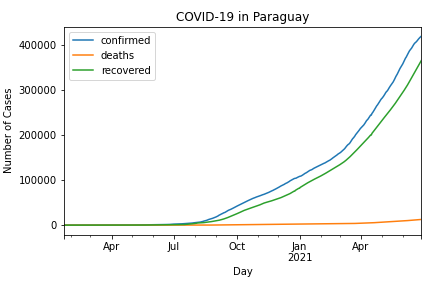 COVID-19 in Paraguay
confirmed
deaths
recovered
Number of Cases
400000
300000
200000
100000
0
Apr
Jul
Oct
Jan
2021
Apr
Day